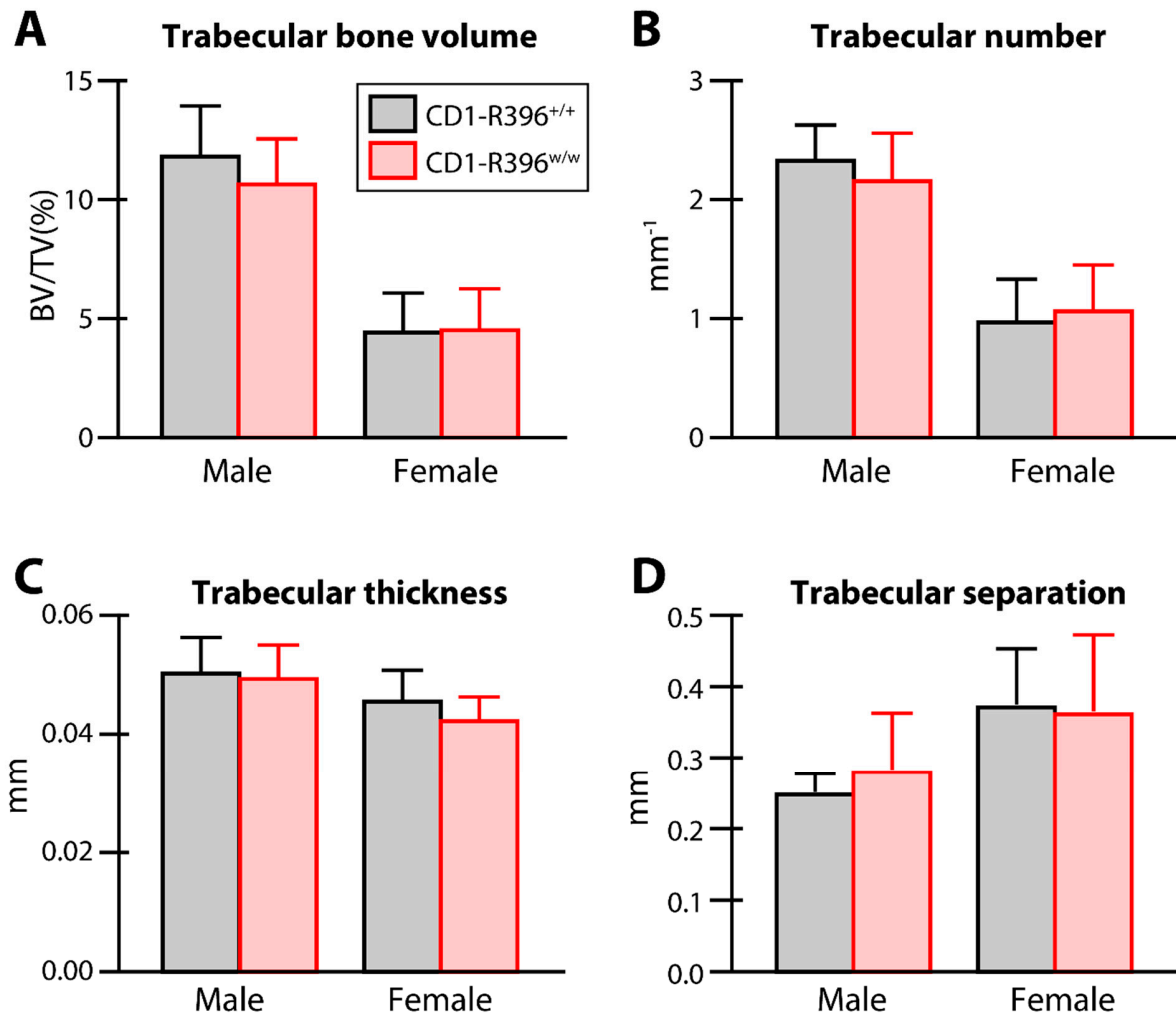 A Trabecular bone volume
15
10
5
0
BV/TV(%)
CD1-R396+/+
CD1-R396w/w
Male Female
B Trabecular number
3
2
1
0
mm-1
Male Female
C Trabecular thickness
0.06
0.04
0.02
0.00
mm
Male Female
D Trabecular separation
0.5
0.4
0.3
0.2
0.1
0.0
mm
Male Female